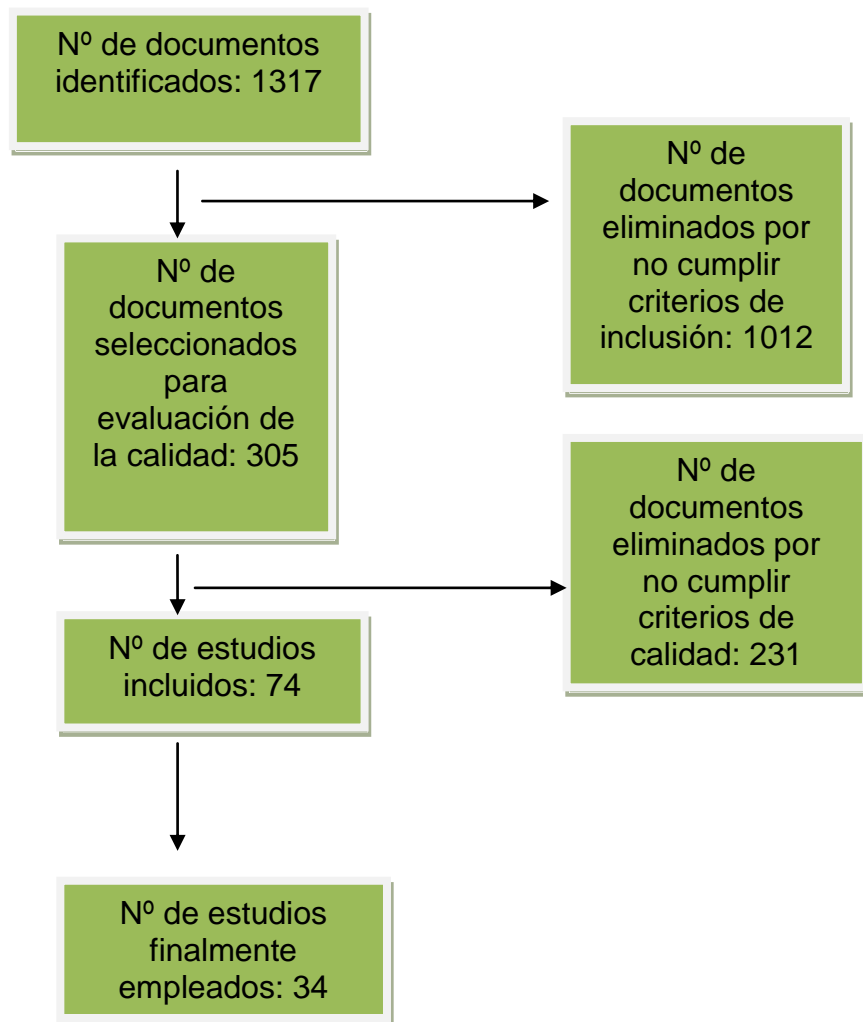 Nº de documentos
identificados: 1317
Nº de
documentos
eliminados por
no cumplir
criterios de
inclusión: 1012
Nº de
documentos
seleccionados
para
evaluación de
la calidad: 305
Nº de
documentos
eliminados por
no cumplir
criterios de
calidad: 231
Nº de estudios
incluidos: 74
Nº de estudios
finalmente
empleados: 34